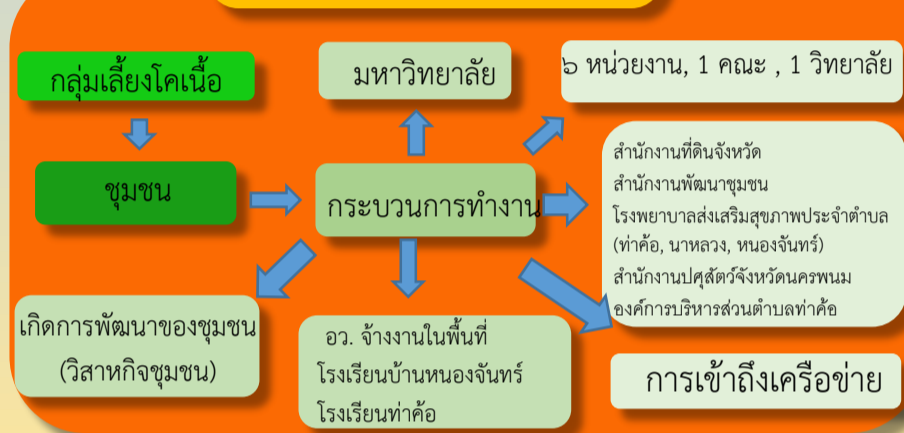 กลุ่มเลี้ยงโคเนื้อ
มหาวิทยาลัย
๖ หน่วยงาน, 1 คณะ , 1 วิทยาลัย
ชุมชน
กระบวนการทำงาน
สำนักงานที่ดินจังหวัด
สำนักงานพัฒนาชุมชน
โรงพยาบาลส่งเสริมสุขภาพประจำตำบล
(ท่าค้อ, นาหลวง, หนองจันทร์)
สำนักงานปศุสัตว์จังหวัดนครพนม
องค์การบริหารส่วนตำบลท่าค้อ
เกิดการพัฒนาของชุมชน
(วิสาหกิจชุมชน)
อว. จ้างงานในพื้นที่
โรงเรียนบ้านหนองจันทร์
โรงเรียนท่าค้อ
การเข้าถึงเครือข่าย